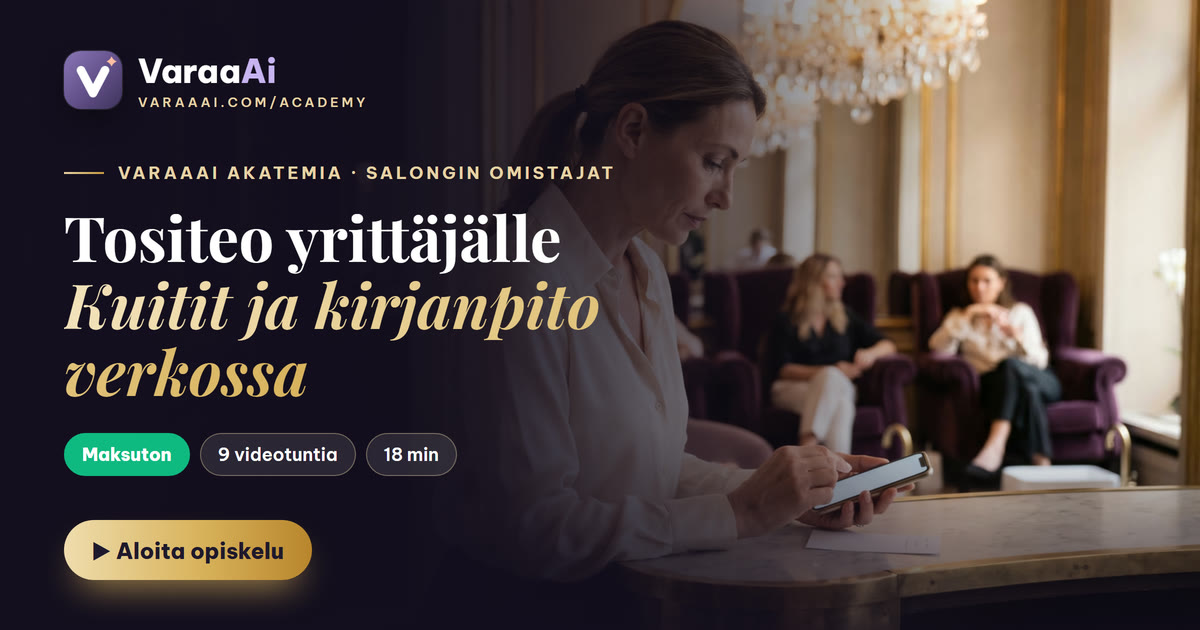 VaraaAi
VARAAAI.COM/ACADEMY
VARAAAI AKATEMIA · SALONGIN OMISTAJAT
Tositeo yrittäjälle
Kuitit ja kirjanpito
verkossa
Maksuton
9 videotuntia
18 min
▶ Aloita opiskelu